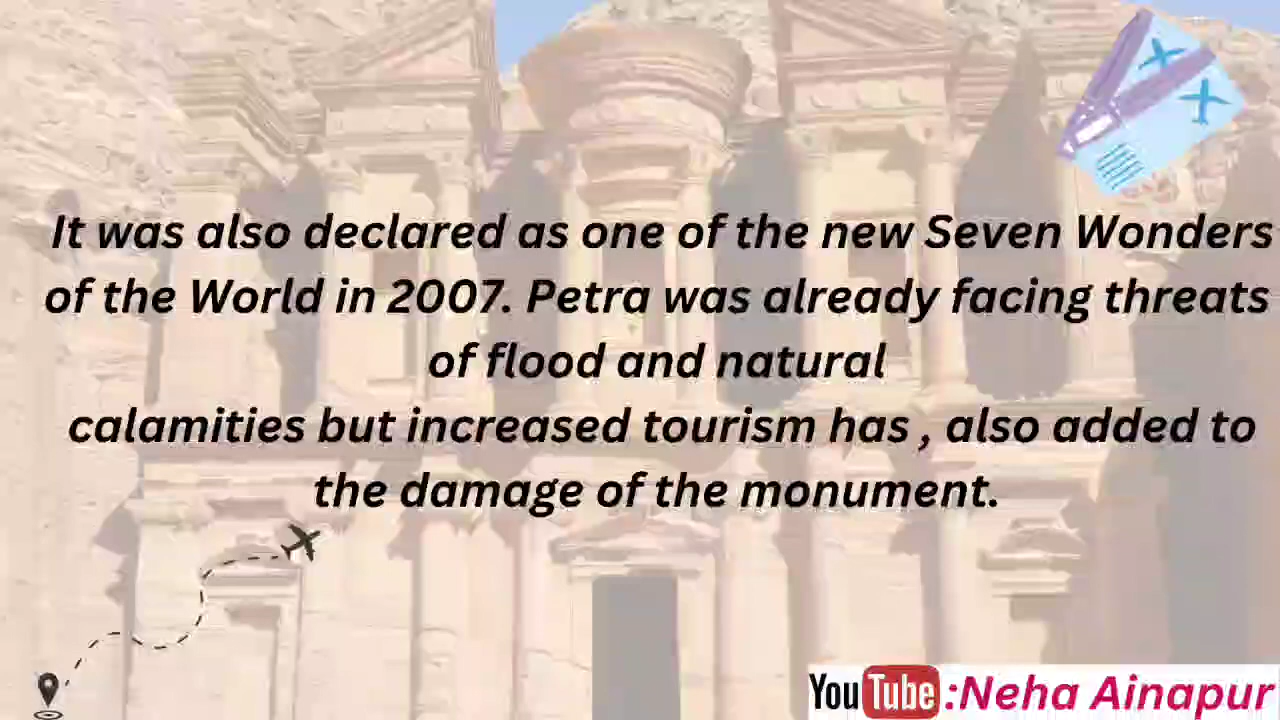 It was also declared as one of the new Seven Wonders
of the World in 2007. Petra was already facing threats
of flood and natural
calamities but increased tourism has , also added to
the damage of the monument.
YouTube:Neha Ainapur